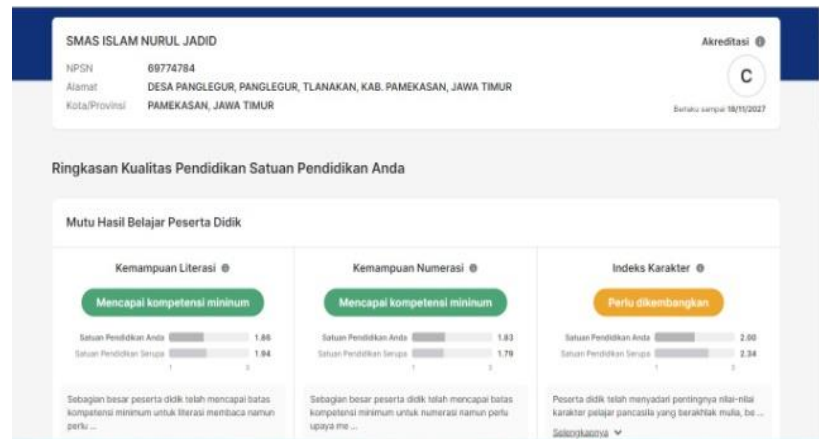 SMAS ISLAM NURUL JADID
Akreditasi
NPSN 69774784
C
Alamat DESA PANGLEGUR, PANGLEGUR, TLANAKAN, KAB. PAMEKASAN, JAWA TIMUR
Kota/Provinsi PAMEKASAN, JAWA TIMUR
Berlaku sampai 18/11/2027
Ringkasan Kualitas Pendidikan Satuan Pendidikan Anda
Mutu Hasil Belajar Peserta Didik
Kemampuan Literasi
Mencapai kompetensi minimum
Satuan Pendidikan Anda 1.86
Satuan Pendidikan Serupa 1.94
1 3
Sebagian besar peserta didik telah mencapai batas
kompetensi minimum untuk literasi membaca namun
perlu ...
Kemampuan Numerasi
Mencapai kompetensi minimum
Satuan Pendidikan Anda 1.83
Satuan Pendidikan Serupa 1.79
1 3
Sebagian besar peserta didik telah mencapai batas
kompetensi minimum untuk numerasi namun perlu
upaya me ...
Indeks Karakter
Perlu dikembangkan
Satuan Pendidikan Anda 2.00
Satuan Pendidikan Serupa 2.34
1 3
Peserta didik telah menyadari pentingnya nilai-nilai
karakter pelajar pancasila yang berakhlak mulia, be ...
Selengkapnya